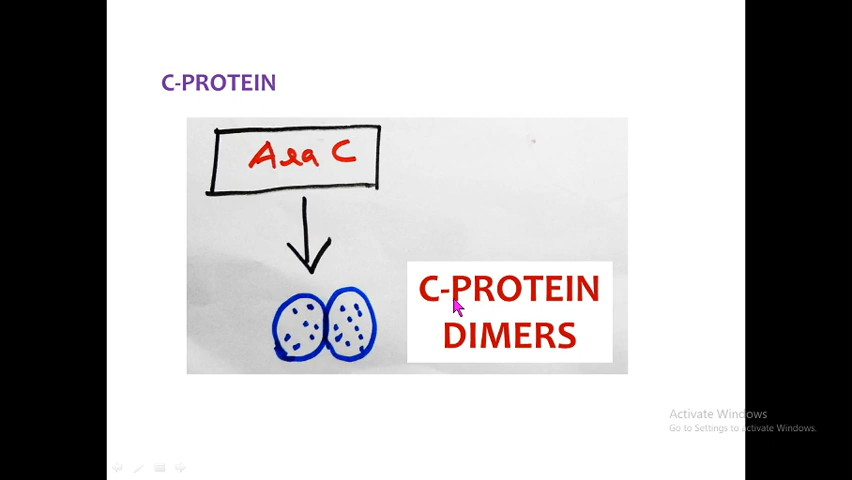 C-PROTEIN
Ara C
C-PROTEIN
DIMERS
Activate Windows
Go to Settings to activate Windows.